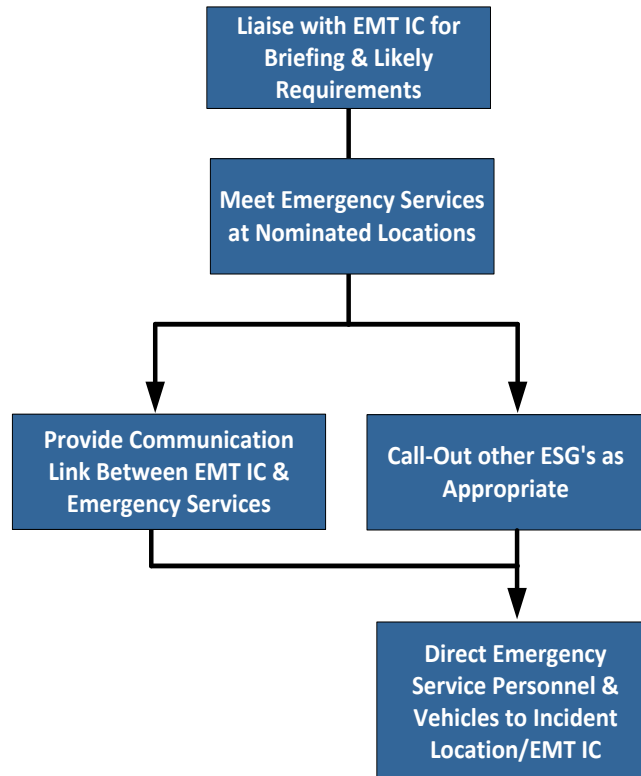 Liaise with EMT IC for
Briefing & Likely
Requirements
Meet Emergency Services
at Nominated Locations
Provide Communication
Link Between EMT IC &
Emergency Services
Call-Out other ESG's as
Appropriate
Direct Emergency
Service Personnel &
Vehicles to Incident
Location/EMT IC